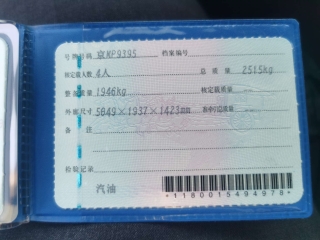 号牌号码 京MP9395 档案编号
核定载人数 4人 总质量 2515kg
整备质量 1946kg 核定载质量
外廓尺寸 5049×1937×1423mm 准牵引总质量
备注
检验记录
汽油
*1180015494978*